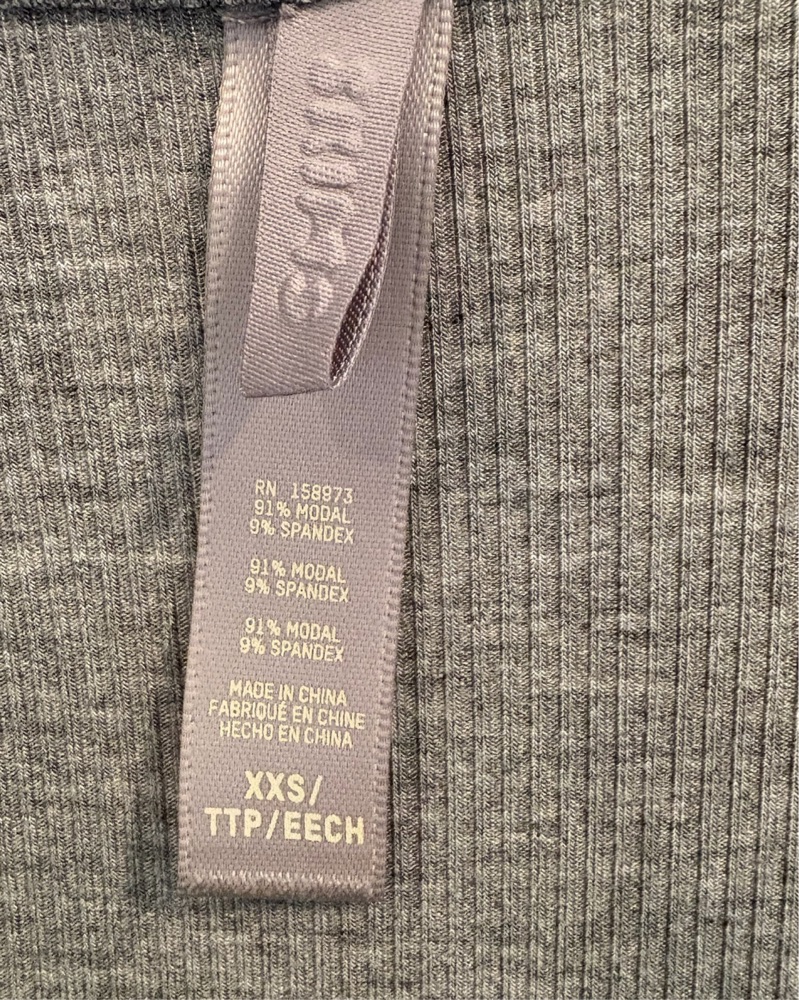 SKIMS
RN 158973
91% MODAL
9% SPANDEX
91% MODAL
9% SPANDEX
91% MODAL
9% SPANDEX
MADE IN CHINA
FABRIQUÉ EN CHINE
HECHO EN CHINA
XXS/
TTP/EECH